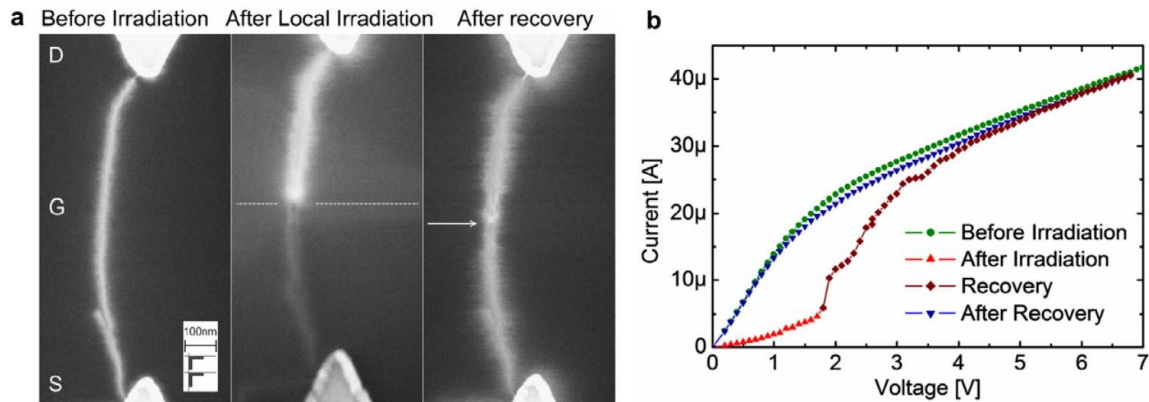 a
Before Irradiation
After Local Irradiation
After recovery
D
G
S
100nm
b
Current [A]
40µ
30µ
20µ
10µ
0
0 1 2 3 4 5 6 7
Voltage [V]
Before Irradiation
After Irradiation
Recovery
After Recovery